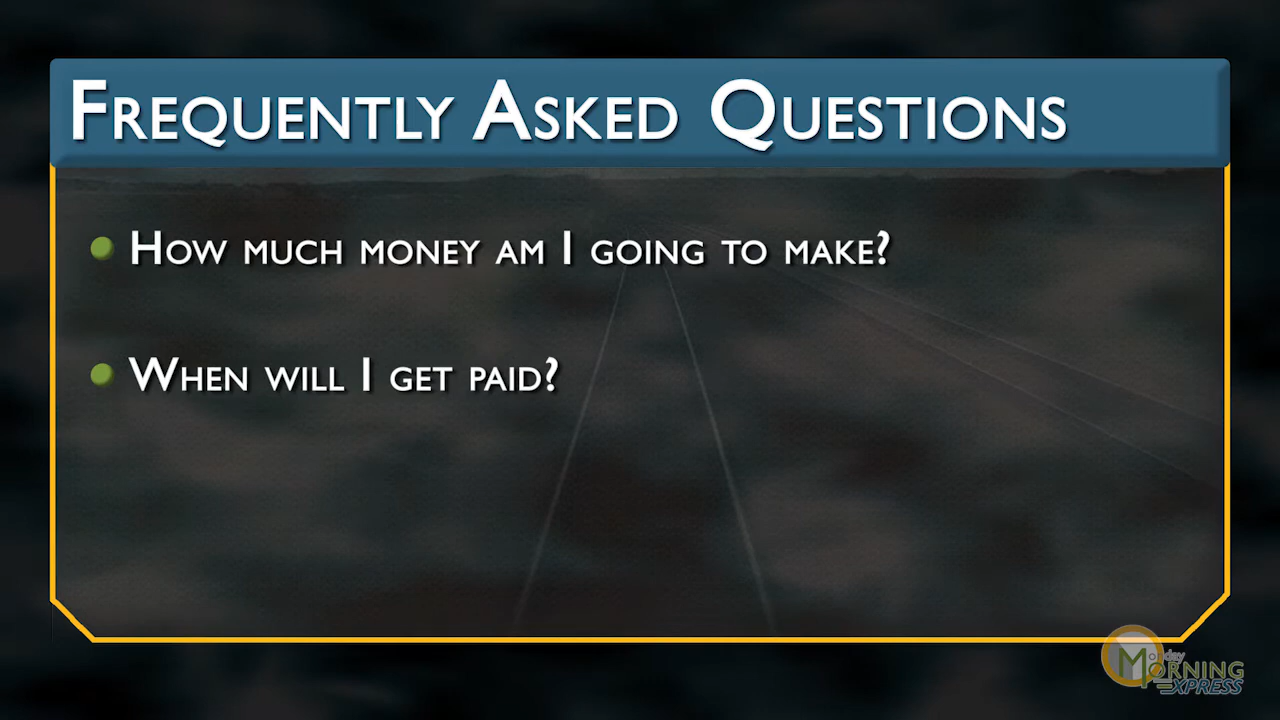 Frequently Asked Questions
How much money am I going to make?
When will I get paid?
Monday
Morning
Express